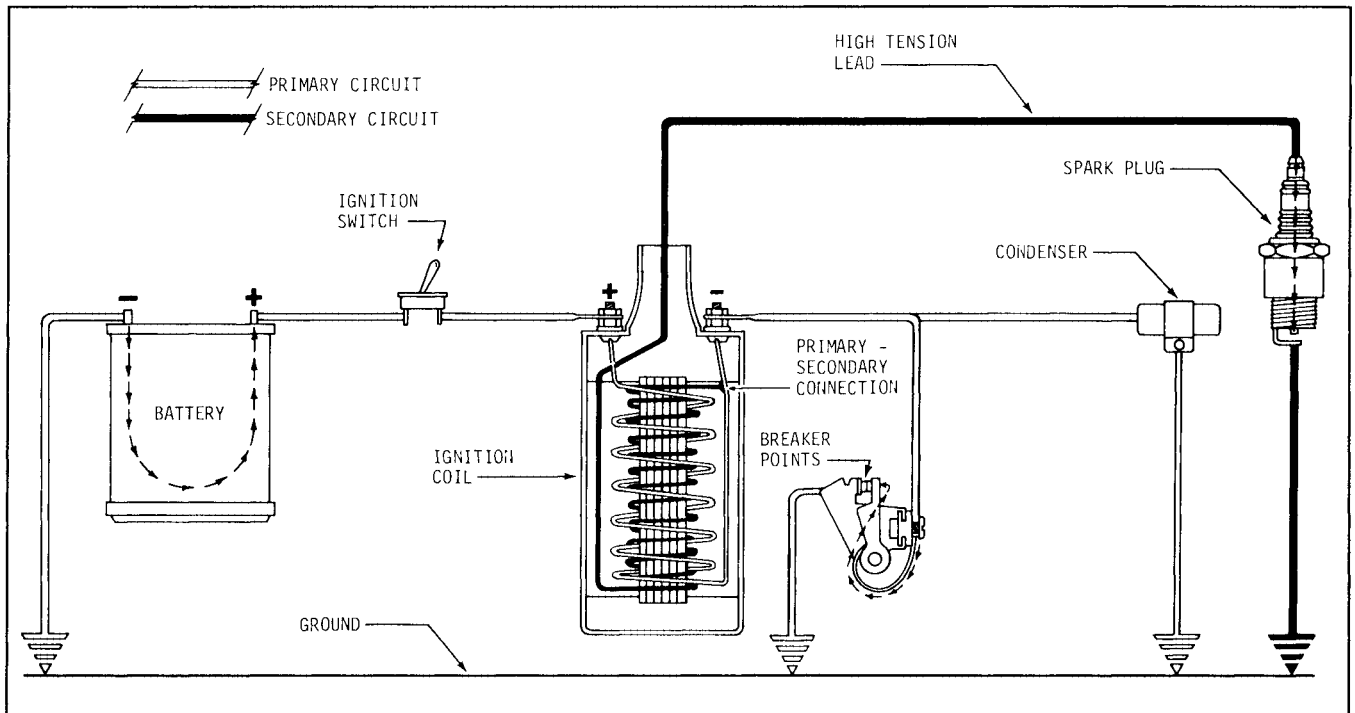 HIGH TENSION
LEAD
PRIMARY CIRCUIT
SECONDARY CIRCUIT
SPARK PLUG
IGNITION
SWITCH
CONDENSER
-
+
+
-
PRIMARY -
SECONDARY
CONNECTION
BATTERY
IGNITION
COIL
BREAKER
POINTS
GROUND